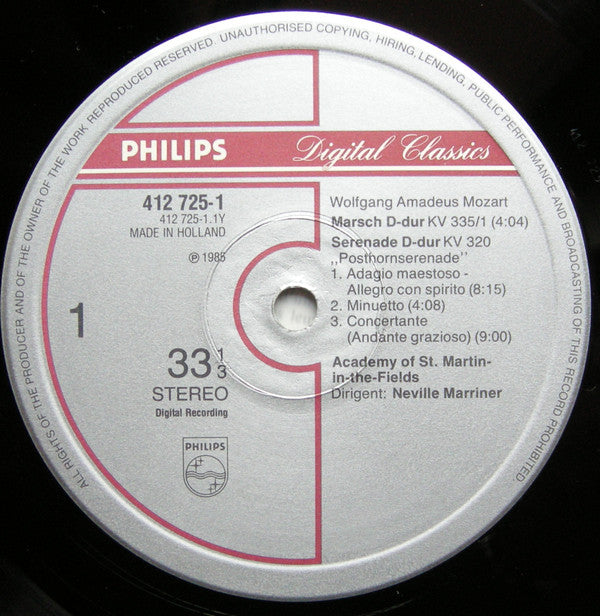 ALL RIGHTS OF THE PRODUCER AND OF THE OWNER OF THE WORK REPRODUCED RESERVED. UNAUTHORISED COPYING, HIRING, LENDING, PUBLIC PERFORMANCE AND BROADCASTING OF THIS RECORD PROHIBITED
PHILIPS
Digital Classics
412 725-1
412 725-1.1Y
MADE IN HOLLAND
℗ 1985
1
33 1/3
STEREO
Digital Recording
PHILIPS
Wolfgang Amadeus Mozart
Marsch D-dur KV 335/1 (4:04)
Serenade D-dur KV 320
,,Posthornserenade"
1. Adagio maestoso -
Allegro con spirito (8:15)
2. Minuetto (4:08)
3. Concertante
(Andante grazioso) (9:00)
Academy of St. Martin-
in-the-Fields
Dirigent: Neville Marriner